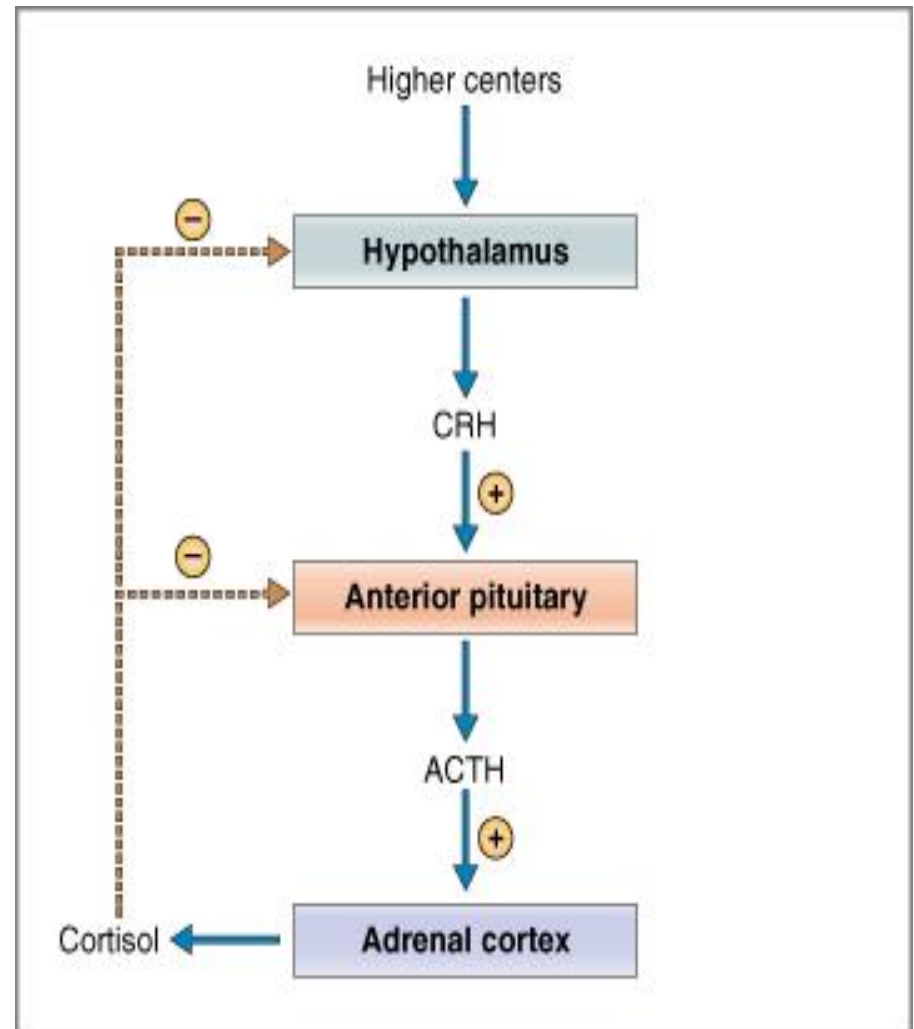 Higher centers
−
Hypothalamus
CRH
+
−
Anterior pituitary
ACTH
+
Cortisol
Adrenal cortex